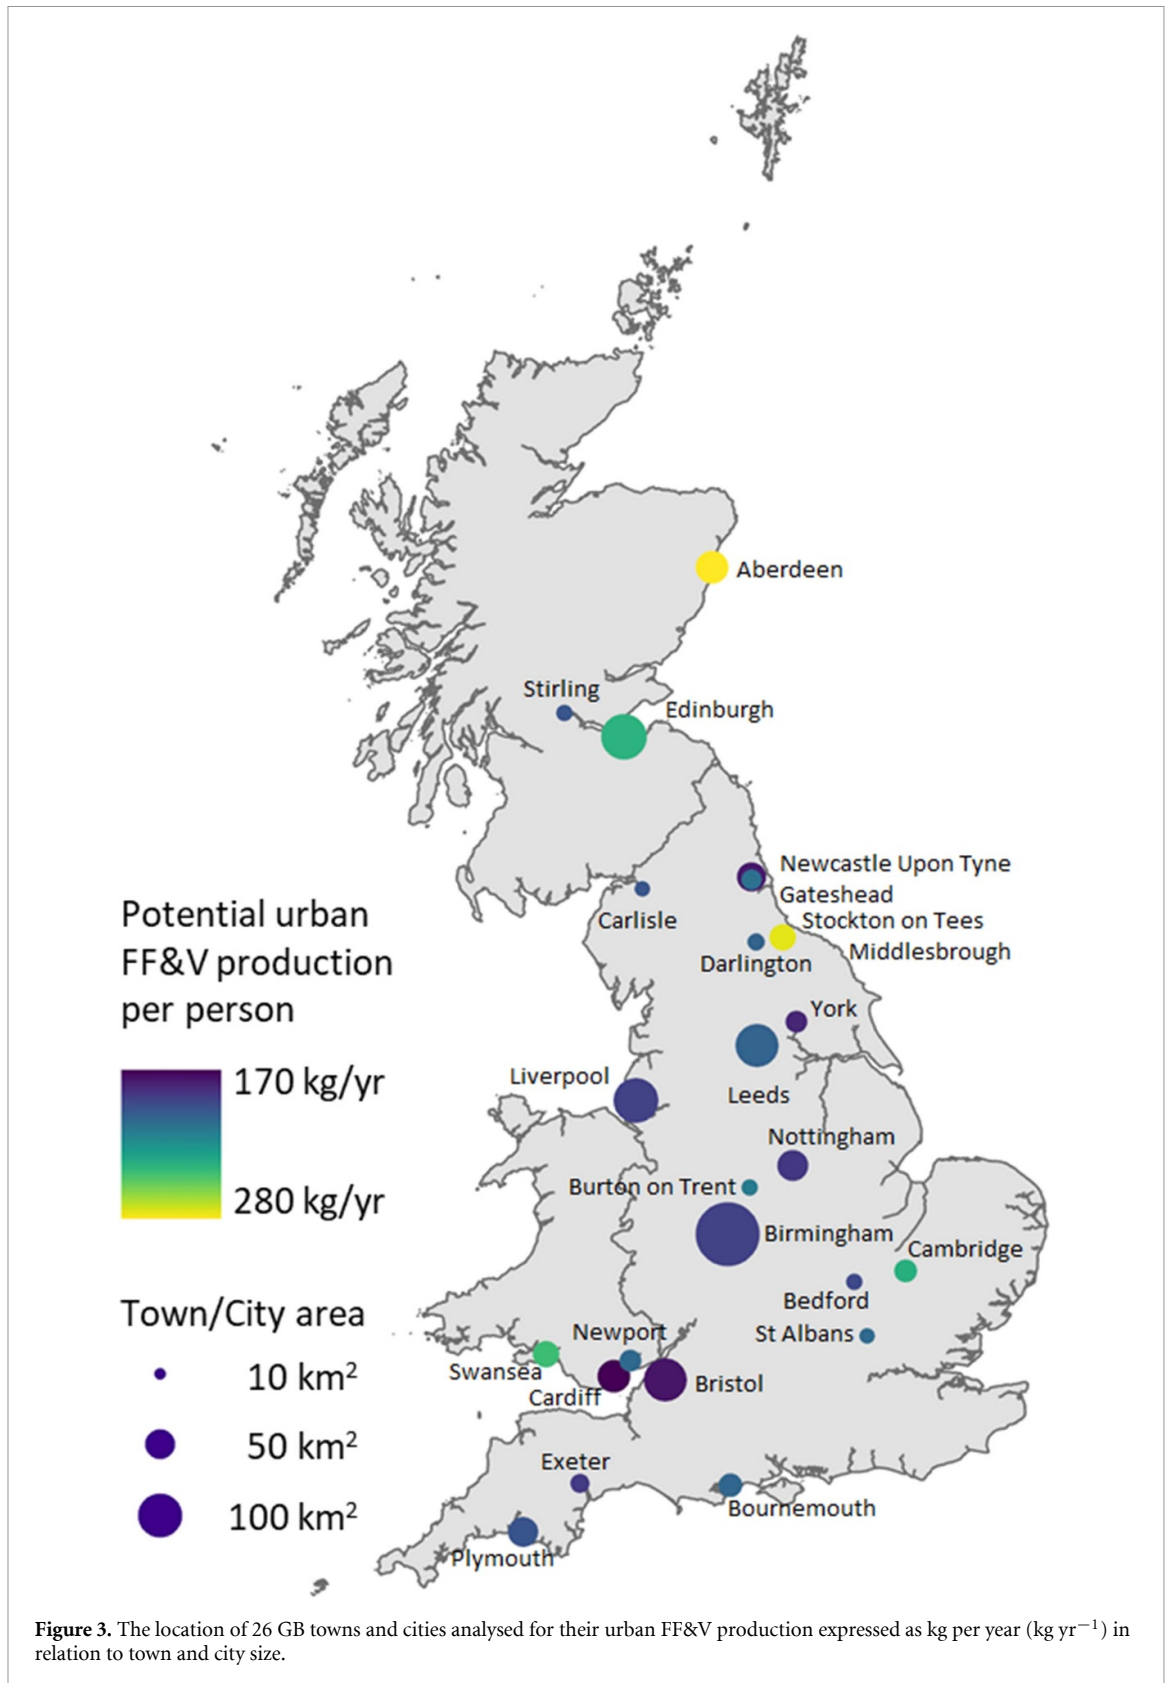 Aberdeen
Stirling
Edinburgh
Newcastle Upon Tyne
Gateshead
Carlisle
Stockton on Tees
Middlesbrough
Darlington
Potential urban
FF&V production
per person
170 kg/yr
280 kg/yr
York
Leeds
Liverpool
Nottingham
Burton on Trent
Birmingham
Cambridge
Bedford
St Albans
Town/City area
10 km²
50 km²
100 km²
Newport
Swansea
Cardiff
Bristol
Exeter
Bournemouth
Plymouth
Figure 3. The location of 26 GB towns and cities analysed for their urban FF&V production expressed as kg per year (kg yr⁻¹) in
relation to town and city size.